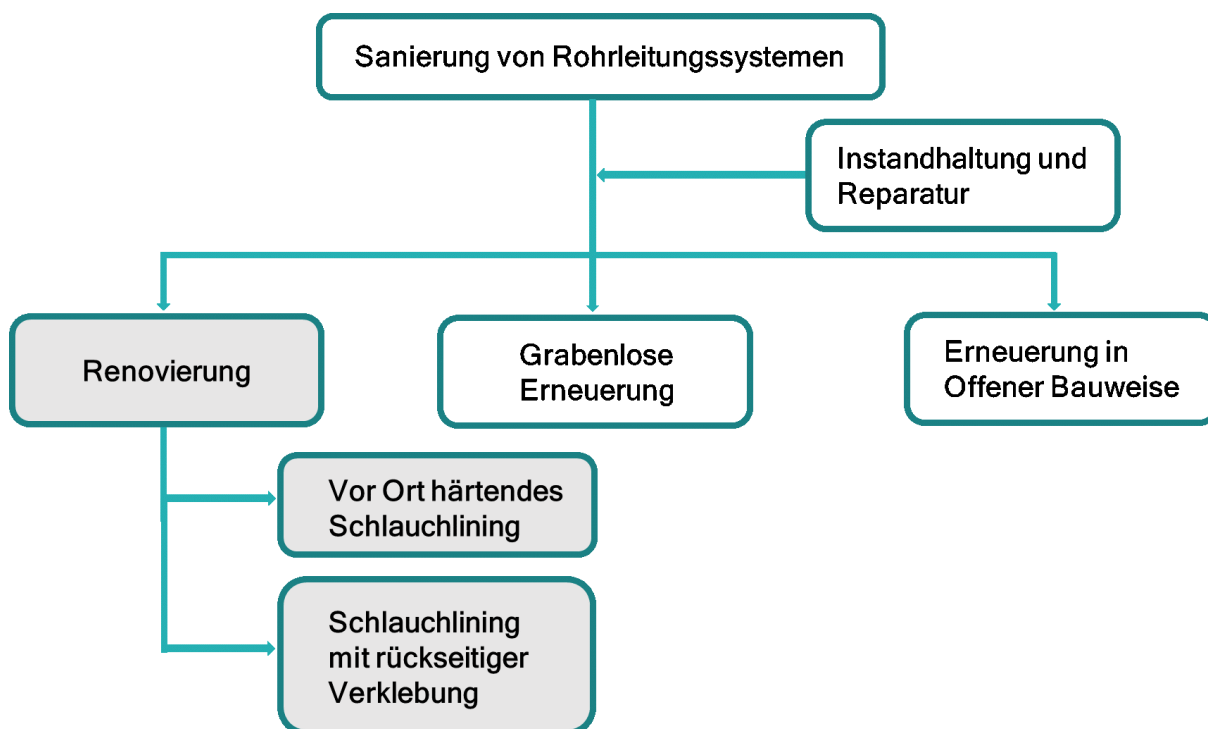 Sanierung von Rohrleitungssystemen
Instandhaltung und
Reparatur
Renovierung
Grabenlose
Erneuerung
Erneuerung in
Offener Bauweise
Vor Ort härtendes
Schlauchlining
Schlauchlining
mit rückseitiger
Verklebung